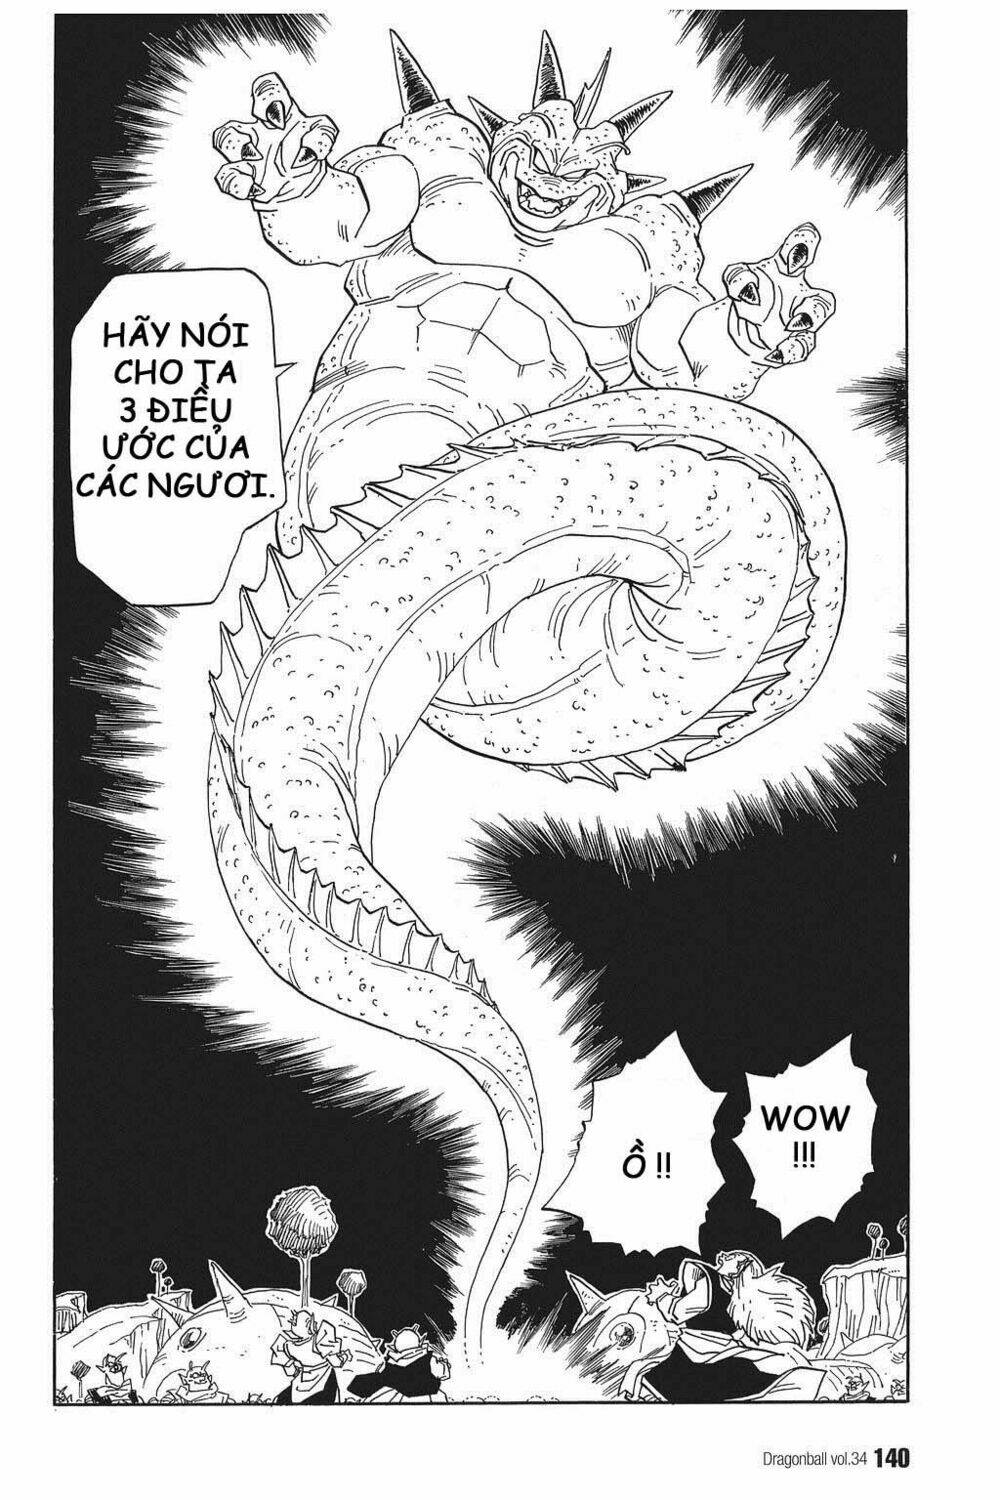 HÃY NÓI
CHO TA
3 ĐIỀU
ƯỚC CỦA
CÁC NGƯƠI.
Ồ !!
WOW
!!!
Dragonball vol.34 140